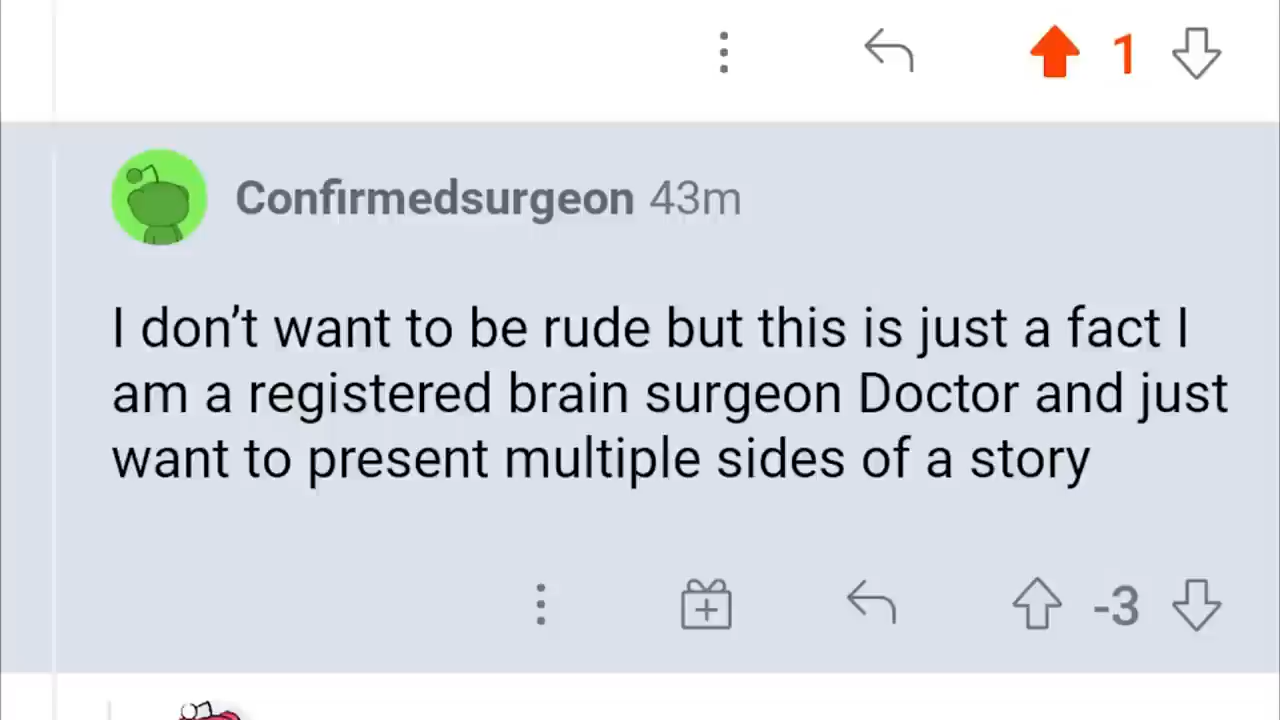 1
Confirmedsurgeon 43m
I don’t want to be rude but this is just a fact I
am a registered brain surgeon Doctor and just
want to present multiple sides of a story
-3